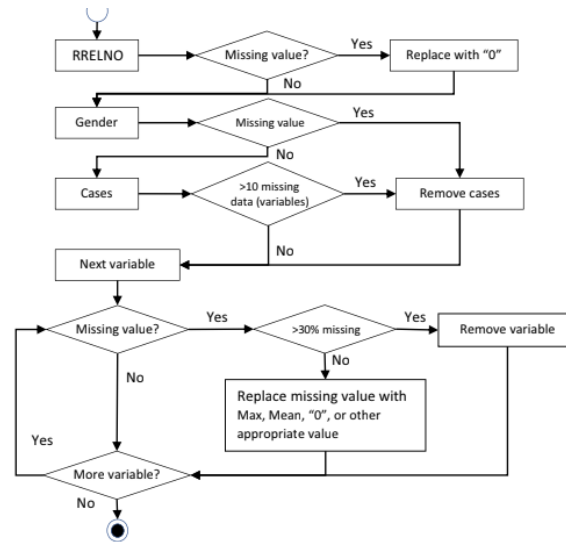 RRELNO
Missing value?
Yes
Replace with "0"
No
Gender
Missing value
Yes
No
Cases
>10 missing
data (variables)
Yes
Remove cases
No
Next variable
Missing value?
Yes
>30% missing
Yes
Remove variable
No
No
Replace missing value with
Max, Mean, "0", or other
appropriate value
Yes
More variable?
No